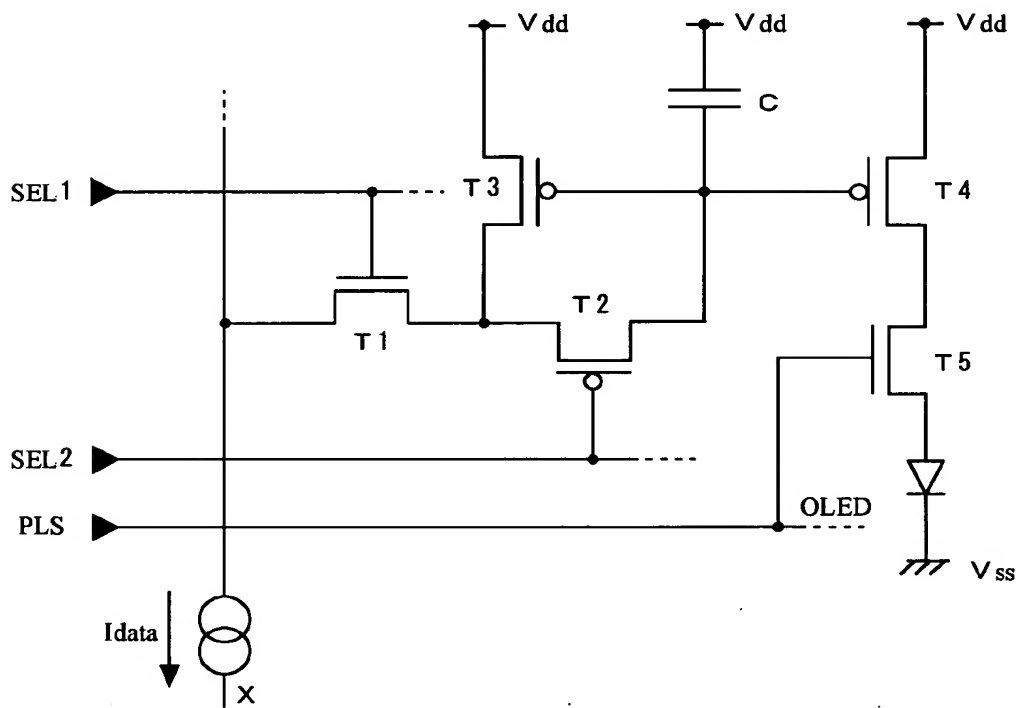 Vdd
Vdd
Vdd
C
SEL1
T3
T4
T2
T1
T5
SEL2
PLS
OLED
Vss
Idata
X